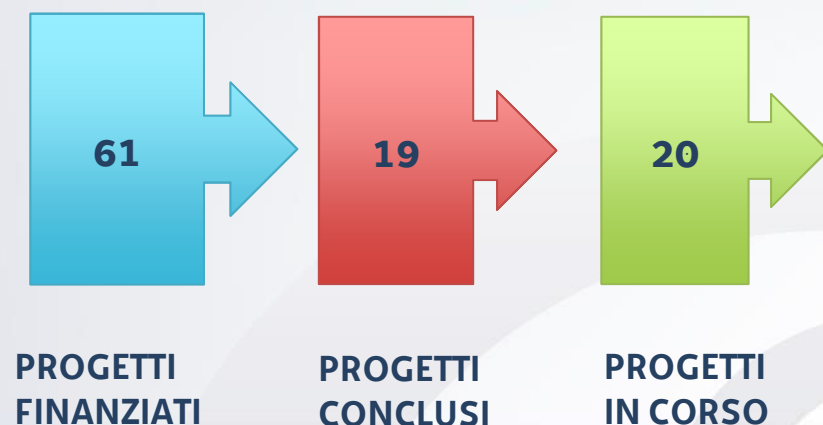 61
19
20
PROGETTI
FINANZIATI
PROGETTI
CONCLUSI
PROGETTI
IN CORSO